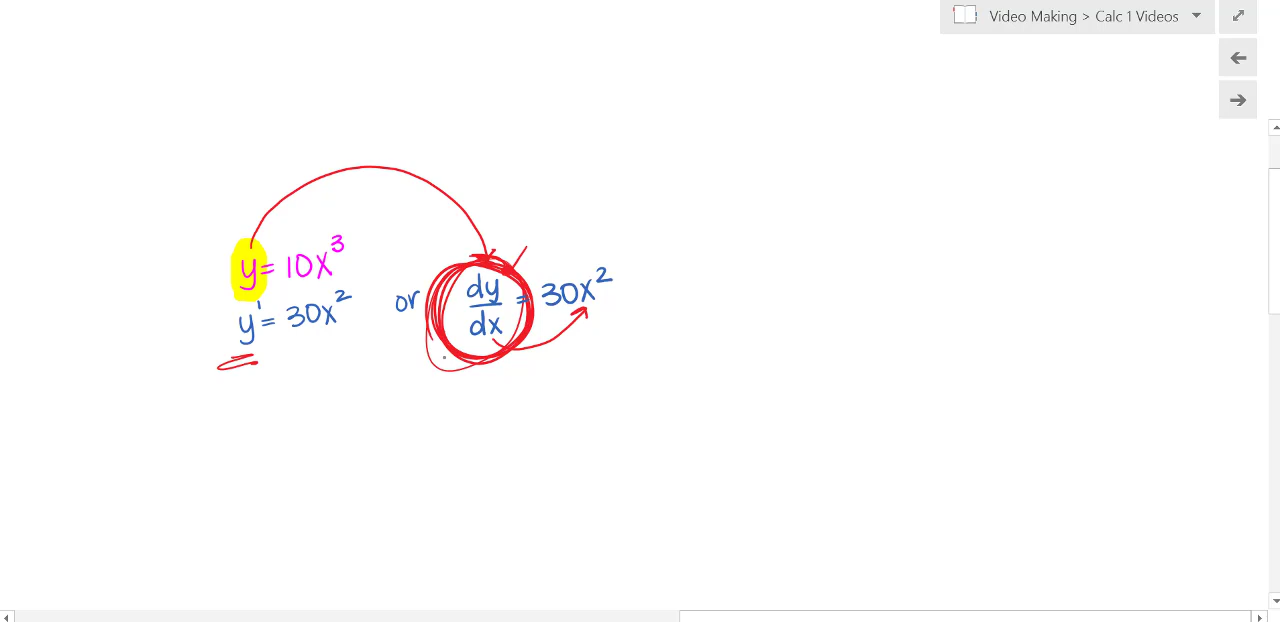 Video Making > Calc 1 Videos
y = 10x³
y' = 30x² or dy/dx = 30x²